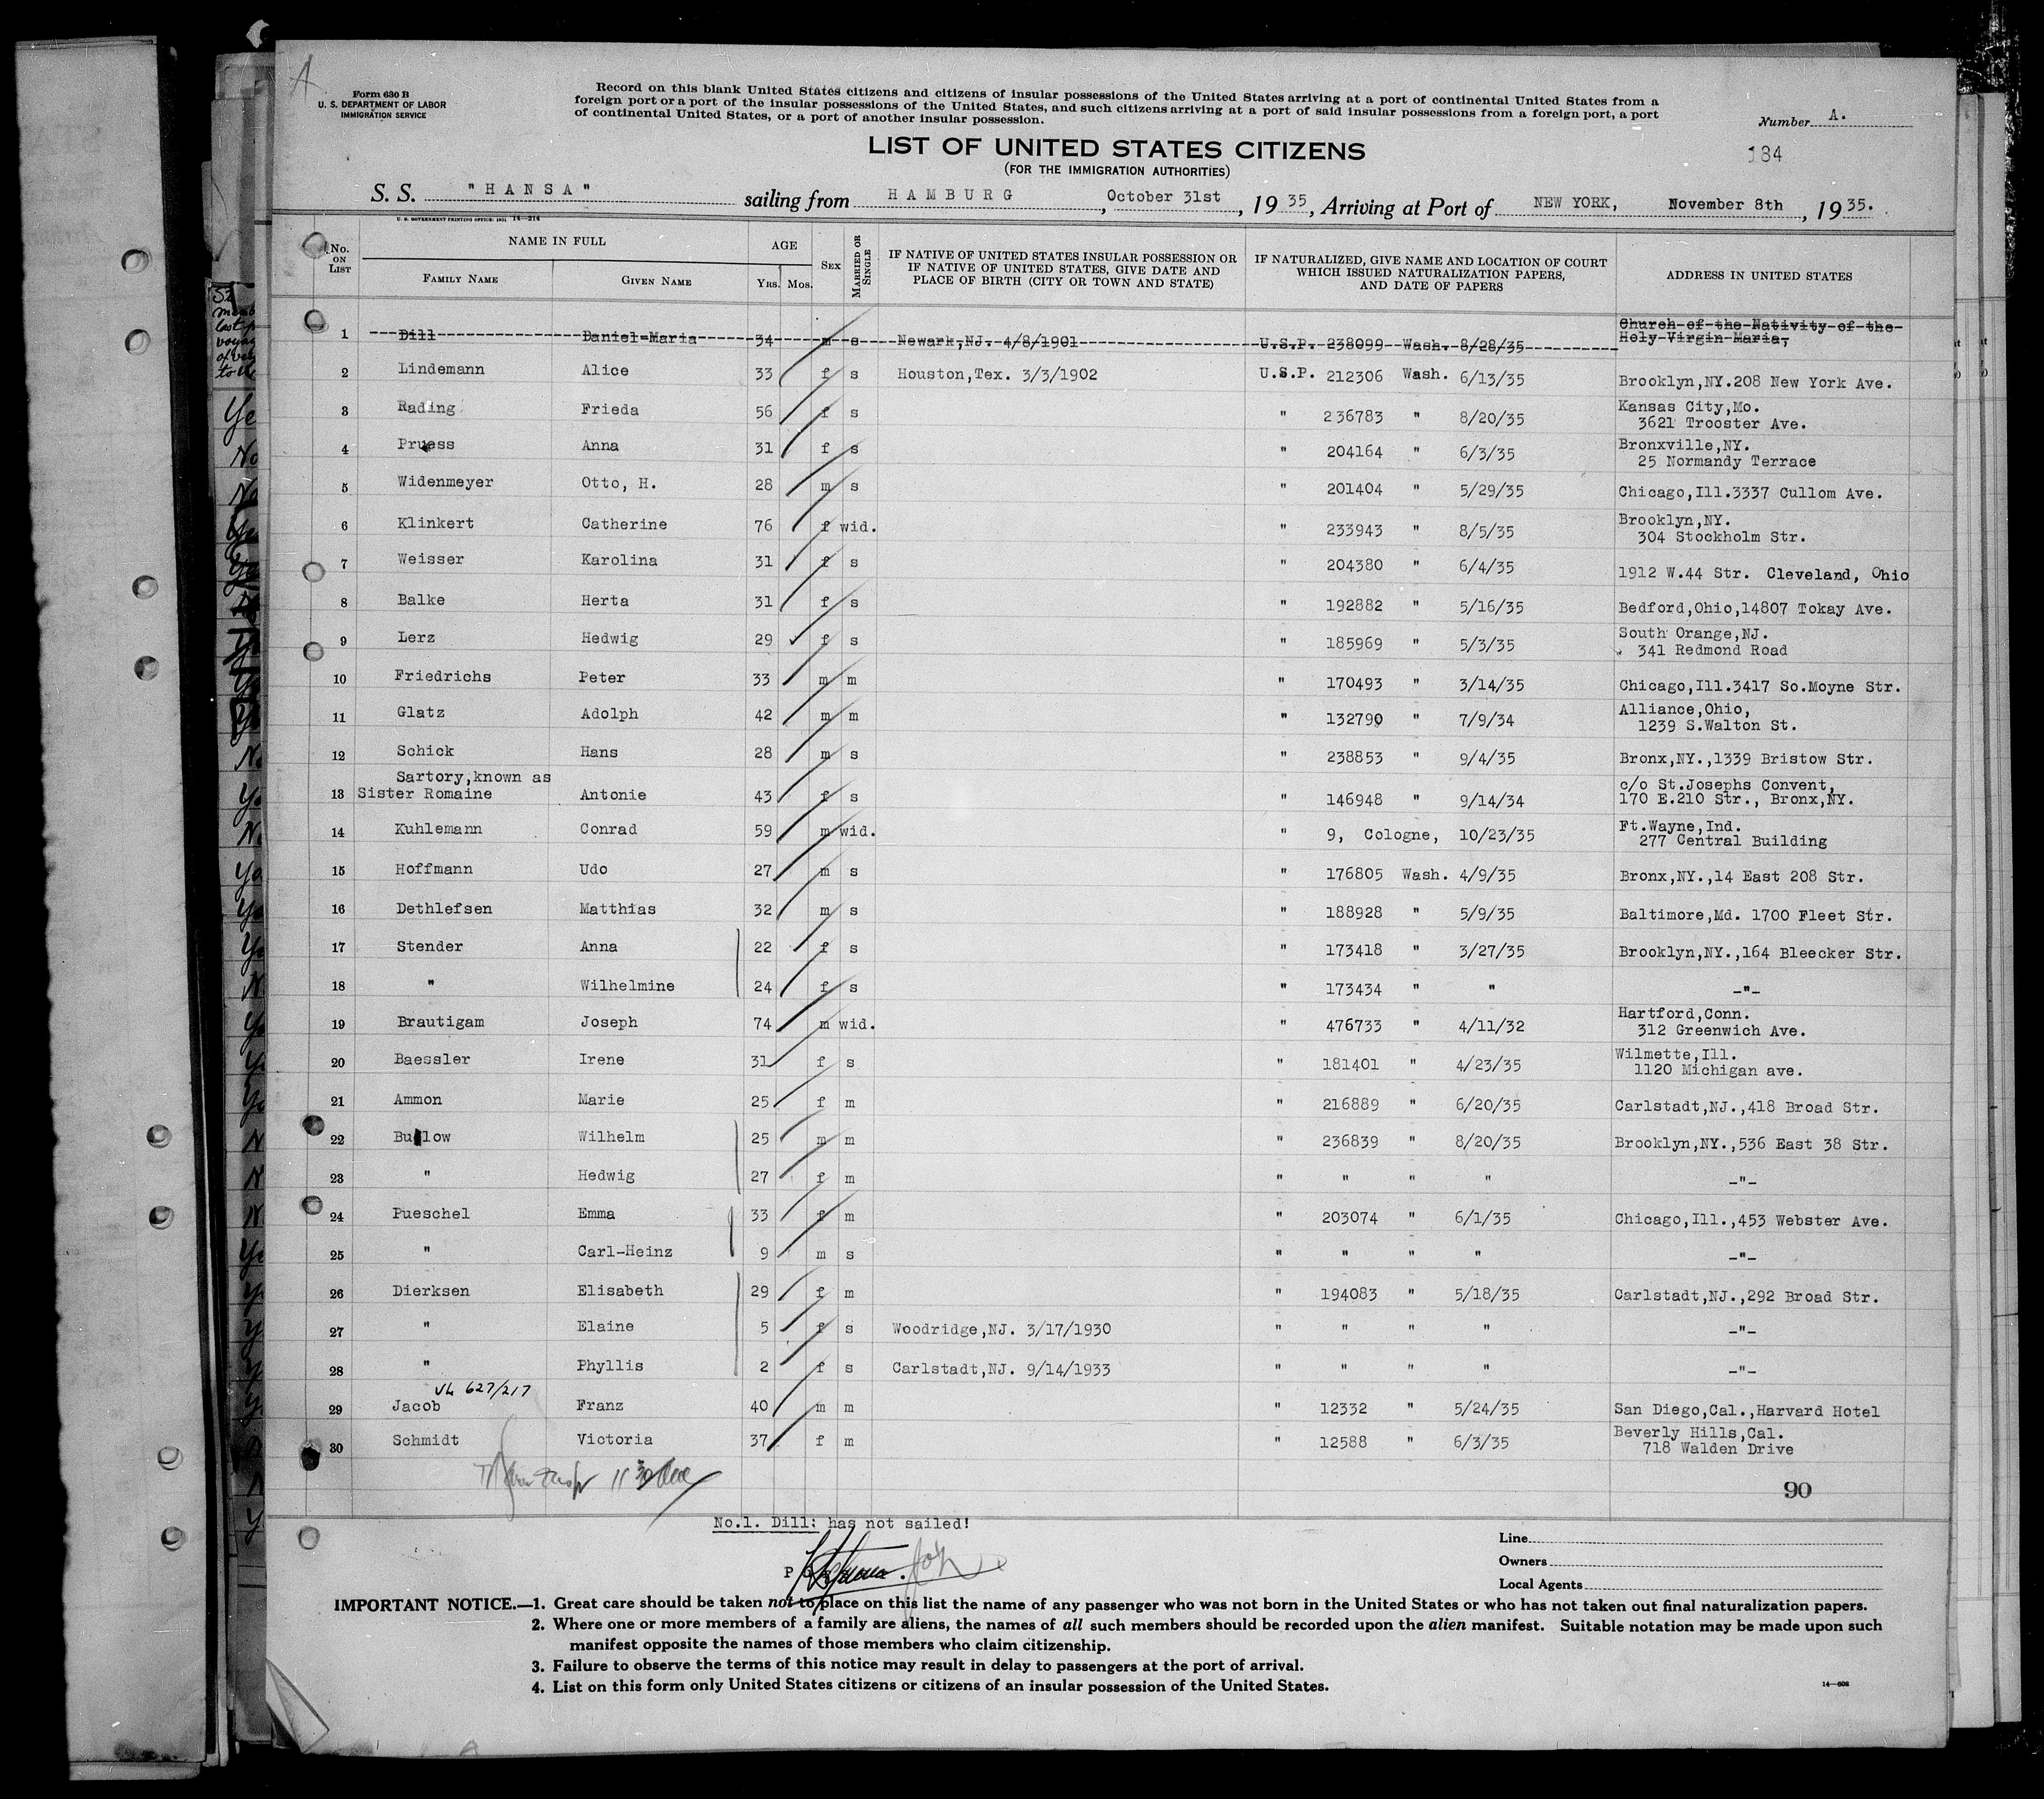 A
Form 630 B
U. S. DEPARTMENT OF LABOR
IMMIGRATION SERVICE
Record on this blank United States citizens and citizens of insular possessions of the United States arriving at a port of continental United States from a
foreign port or a port of the insular possessions of the United States, and such citizens arriving at a port of said insular possessions from a foreign port, a port
of continental United States, or a port of another insular possession.
Number A.
LIST OF UNITED STATES CITIZENS
184
(FOR THE IMMIGRATION AUTHORITIES)
S. S. "HANSA" sailing from HAMBURG, October 31st, 1935, Arriving at Port of NEW YORK, November 8th, 1935.
U. S. GOVERNMENT PRINTING OFFICE: 1931 14—214
No. ON LIST NAME IN FULL FAMILY NAME GIVEN NAME AGE YRS. MOS. SEX MARRIED OR SINGLE IF NATIVE OF UNITED STATES INSULAR POSSESSION OR IF NATIVE OF UNITED STATES, GIVE DATE AND PLACE OF BIRTH (CITY OR TOWN AND STATE) IF NATURALIZED, GIVE NAME AND LOCATION OF COURT WHICH ISSUED NATURALIZATION PAPERS, AND DATE OF PAPERS ADDRESS IN UNITED STATES
1 Dill Daniel=Maria 34 m s Newark,NJ. 4/8/1901 U.S.P. 238099 Wash. 8/28/35 Church of the Nativity of the Holy Virgin Maria,
2 Lindemann Alice 33 f s Houston,Tex. 3/3/1902 U.S.P. 212306 Wash. 6/13/35 Brooklyn,NY.208 New York Ave.
3 Rading Frieda 56 f s " 236783 " 8/20/35 Kansas City,Mo. 3621 Trooster Ave.
4 Pruess Anna 31 f s " 204164 " 6/3/35 Bronxville,NY. 25 Normandy Terrace
5 Widenmeyer Otto, H. 28 m s " 201404 " 5/29/35 Chicago,Ill.3337 Cullom Ave.
6 Klinkert Catherine 76 f wid. " 233943 " 8/5/35 Brooklyn,NY. 304 Stockholm Str.
7 Weisser Karolina 31 f s " 204380 " 6/4/35 1912 W.44 Str. Cleveland, Ohio
8 Balke Herta 31 f s " 192882 " 5/16/35 Bedford,Ohio,14807 Tokay Ave.
9 Lerz Hedwig 29 f s " 185969 " 5/3/35 South Orange,NJ. 341 Redmond Road
10 Friedrichs Peter 33 m m " 170493 " 3/14/35 Chicago,Ill.3417 So.Moyne Str.
11 Glatz Adolph 42 m m " 132790 " 7/9/34 Alliance,Ohio, 1239 S.Walton St.
12 Schick Hans 28 m s " 238853 " 9/4/35 Bronx,NY.,1339 Bristow Str.
13 Sartory,known as Sister Romaine Antonie 43 f s " 146948 " 9/14/34 c/o St.Josephs Convent, 170 E.210 Str., Bronx,NY.
14 Kuhlemann Conrad 59 m wid. " 9, Cologne, 10/23/35 Ft.Wayne,Ind. 277 Central Building
15 Hoffmann Udo 27 m s " 176805 Wash. 4/9/35 Bronx,NY.,14 East 208 Str.
16 Dethlefsen Matthias 32 m s " 188928 " 5/9/35 Baltimore,Md. 1700 Fleet Str.
17 Stender Anna 22 f s " 173418 " 3/27/35 Brooklyn,NY.,164 Bleecker Str.
18 " Wilhelmine 24 f s " 173434 " " -"-
19 Brautigam Joseph 74 m wid. " 476733 " 4/11/32 Hartford,Conn. 312 Greenwich Ave.
20 Baessler Irene 31 f s " 181401 " 4/23/35 Wilmette,Ill. 1120 Michigan ave.
21 Ammon Marie 25 f m " 216889 " 6/20/35 Carlstadt,NJ.,418 Broad Str.
22 Bullow Wilhelm 25 m m " 236839 " 8/20/35 Brooklyn,NY.,536 East 38 Str.
23 " Hedwig 27 f m " " " " -"-
24 Pueschel Emma 33 f m " 203074 " 6/1/35 Chicago,Ill.,453 Webster Ave.
25 " Carl-Heinz 9 m s " " " " -"-
26 Dierksen Elisabeth 29 f m " 194083 " 5/18/35 Carlstadt,NJ.,292 Broad Str.
27 " Elaine 5 f s Woodridge,NJ. 3/17/1930 " " " " -"-
28 " Phyllis 2 f s Carlstadt,NJ. 9/14/1933 " " " " -"-
VL 627/217
29 Jacob Franz 40 m m " 12332 " 5/24/35 San Diego,Cal.,Harvard Hotel
30 Schmidt Victoria 37 f m " 12588 " 6/3/35 Beverly Hills,Cal. 718 Walden Drive
90
No.1. Dill: has not sailed!
Line
Owners
Local Agents
IMPORTANT NOTICE.—1. Great care should be taken not to place on this list the name of any passenger who was not born in the United States or who has not taken out final naturalization papers.
2. Where one or more members of a family are aliens, the names of all such members should be recorded upon the alien manifest. Suitable notation may be made upon such
manifest opposite the names of those members who claim citizenship.
3. Failure to observe the terms of this notice may result in delay to passengers at the port of arrival.
4. List on this form only United States citizens or citizens of an insular possession of the United States.
14—608